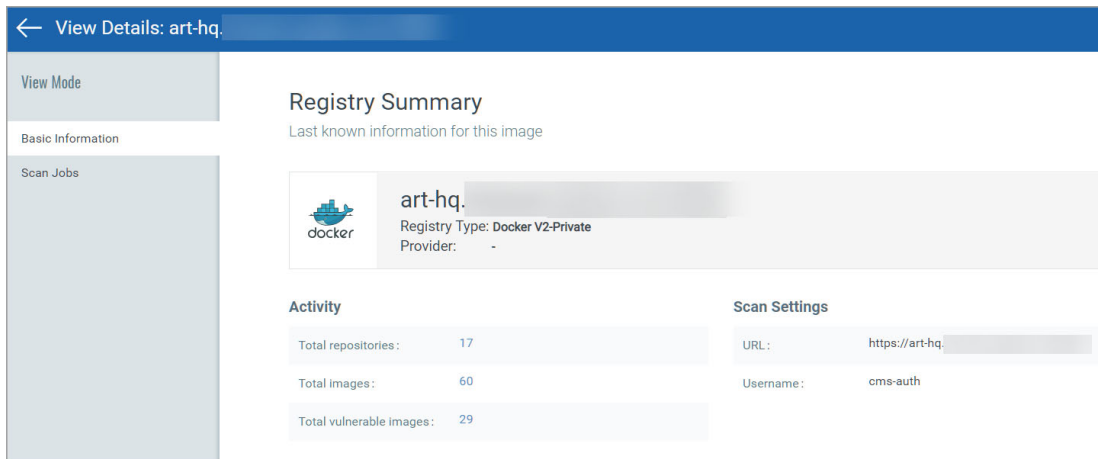 View Details: art-hq.
View Mode
Basic Information
Scan Jobs
Registry Summary
Last known information for this image
docker
art-hq.
Registry Type: Docker V2-Private
Provider: -
Activity
Total repositories: 17
Total images: 60
Total vulnerable images: 29
Scan Settings
URL: https://art-hq.
Username: cms-auth